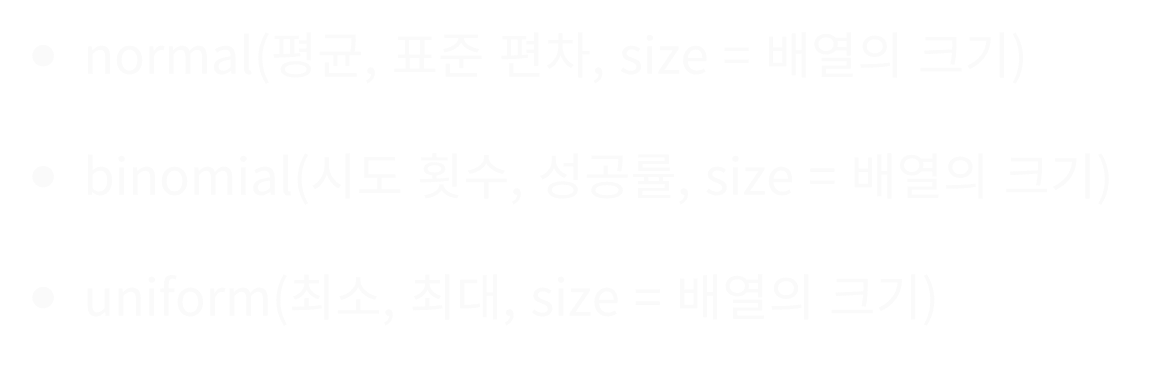 • normal(평균, 표준 편차, size = 배열의 크기)
• binomial(시도 횟수, 성공률, size = 배열의 크기)
• uniform(최소, 최대, size = 배열의 크기)